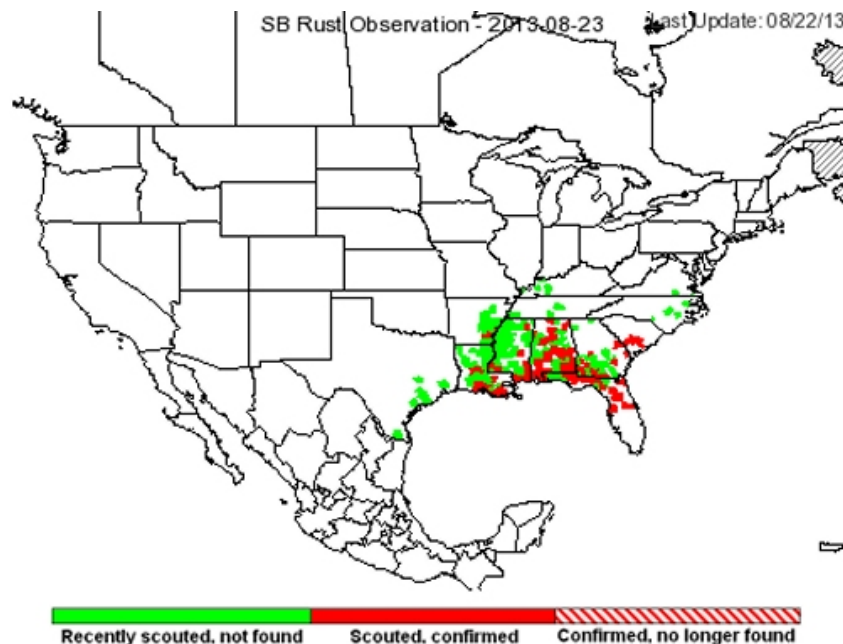 SB Rust Observation - 2013-08-23
Last Update: 08/22/13
Recently scouted, not found
Scouted, confirmed
Confirmed, no longer found